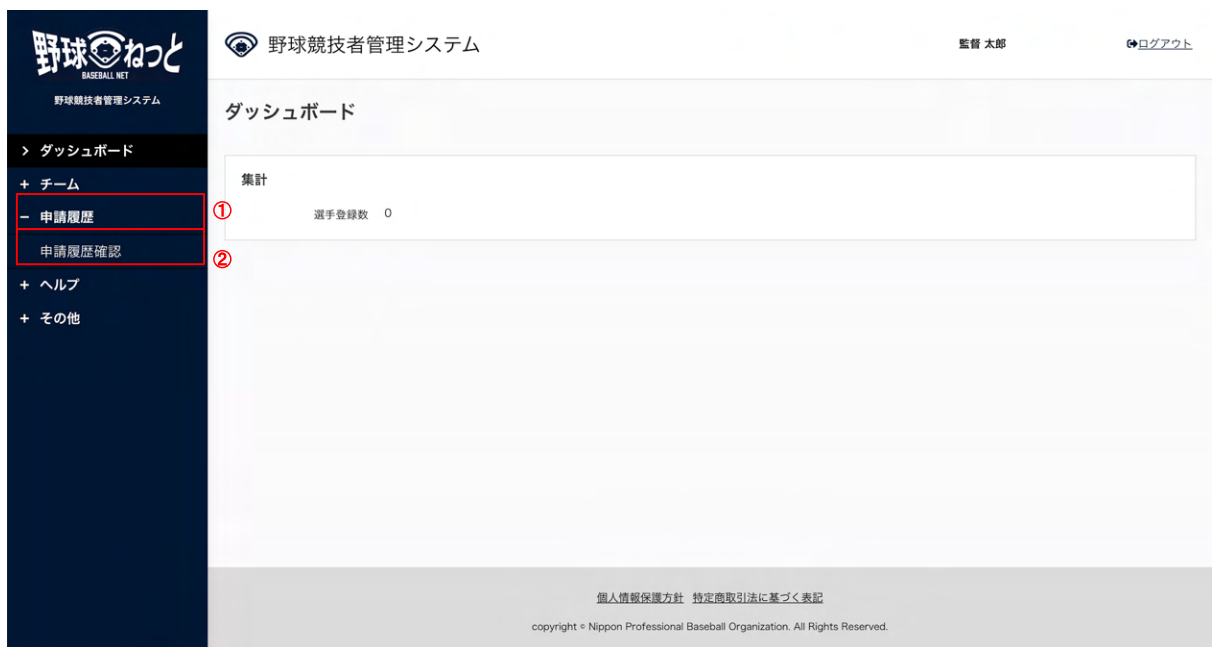 野球ねっと
BASEBALL NET
野球競技者管理システム
野球競技者管理システム
監督 太郎
ログアウト
ダッシュボード
> ダッシュボード
+ チーム
− 申請履歴
①
申請履歴確認
②
+ ヘルプ
+ その他
集計
選手登録数 0
個人情報保護方針 特定商取引法に基づく表記
copyright © Nippon Professional Baseball Organization. All Rights Reserved.